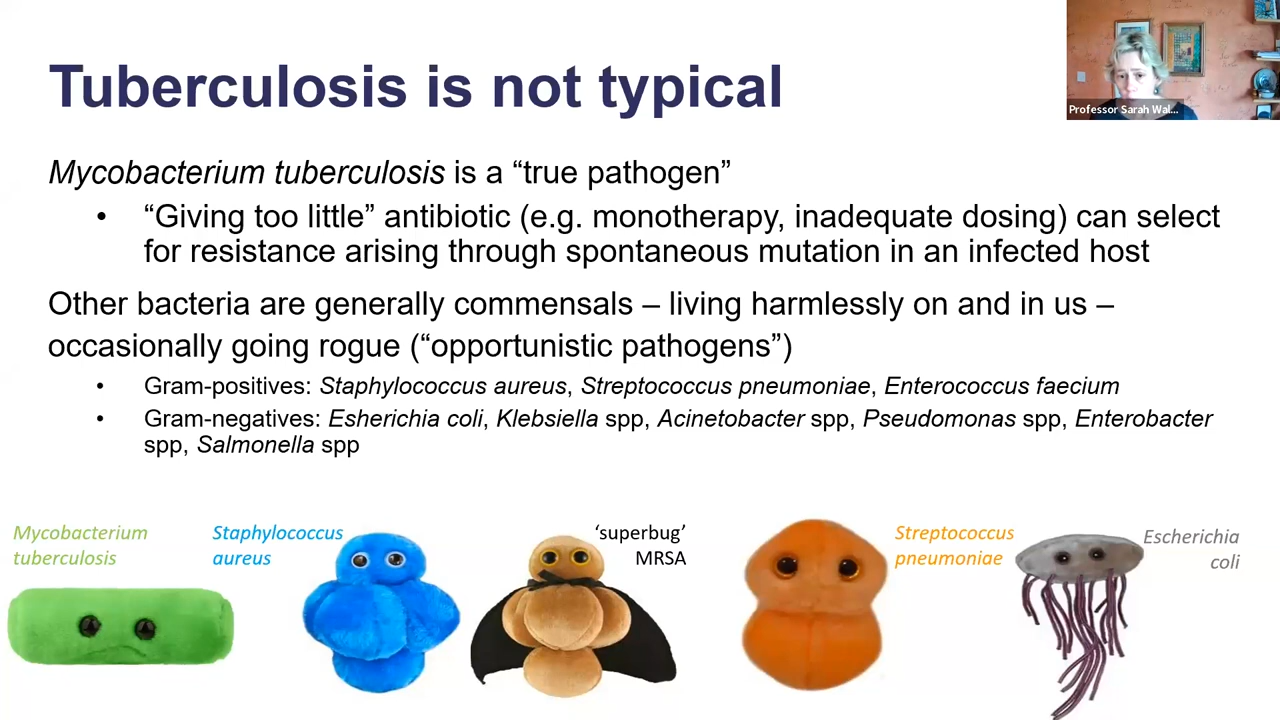 Tuberculosis is not typical
Professor Sarah Wal...
Mycobacterium tuberculosis is a “true pathogen”
• “Giving too little” antibiotic (e.g. monotherapy, inadequate dosing) can select
for resistance arising through spontaneous mutation in an infected host
Other bacteria are generally commensals – living harmlessly on and in us –
occasionally going rogue (“opportunistic pathogens”)
• Gram-positives: Staphylococcus aureus, Streptococcus pneumoniae, Enterococcus faecium
• Gram-negatives: Esherichia coli, Klebsiella spp, Acinetobacter spp, Pseudomonas spp, Enterobacter
spp, Salmonella spp
Mycobacterium
tuberculosis
Staphylococcus
aureus
‘superbug’
MRSA
Streptococcus
pneumoniae
Escherichia
coli